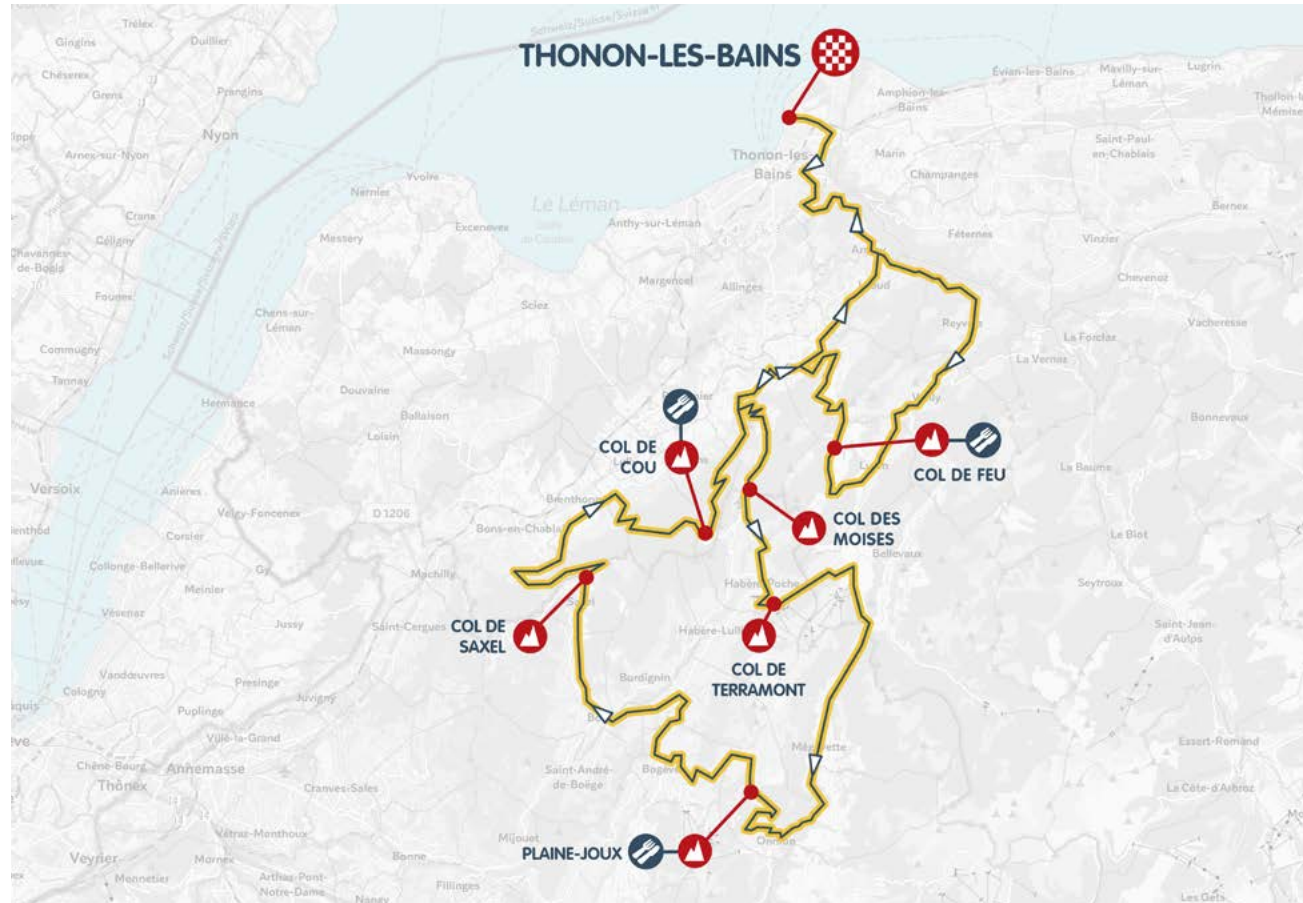 Trélex
Gingins
Duillier
Chéserex
Grens
Prangins
Eysins
Nyon
Arnex-sur-Nyon
Schweiz/Suisse/Svizzera
THONON-LES-BAINS
Évian-les-Bains
Maxilly-sur-
Léman
Lugrin
Amphion-les-
Bains
Saint-Paul
en-Chablais
Thonon-les-
Bains
Marin
Champanges
Bernex
Crans
Céligny
Chavannes-
de-Bogis
Founex
Commugny
Tannay
Versoix
Nernier
Yvoire
Messery
Excenevex
Le Léman
Anthy-sur-Léman
Féternes
Vinzier
Chevenoz
Margencel
Allinges
Sciez
Chens-sur-
Léman
Massongy
Hermance
Douvaine
Ballaison
Loisin
La Forclaz
Vacheresse
La Vernaz
Bonnevaux
COL DE
COU
COL DE FEU
Lullin
La Baume
Anières
Veigy-Foncenex
D 1206
Brenthonne
Bons-en-Chablais
Corsier
Collonge-Bellerive
Gy
Meinier
Machilly
COL DES
MOISES
Bellevaux
Le Biot
Seytroux
Vésenaz
Jussy
Saint-Cergues
COL DE
SAXEL
Habère-Poche
Habère-Lullin
COL DE
TERRAMONT
Saint-Jean-
d'Aulps
Vandœuvres
Cologny
Presinge
Juvigny
Puplinge
Burdignin
Ville-la-Grand
Chêne-Bourg
Annemasse
Thônex
Cranves-Sales
Saint-André-
de-Boëge
Mégevette
Essert-Romand
La Côte-d'Arbroz
Vétraz-Monthoux
Mijouet
PLAINE-JOUX
Onnion
Veyrier
Mornex
Bonne
Monnetier
Arthaz-Pont-
Notre-Dame
Fillinges
Nangy
Les Gets